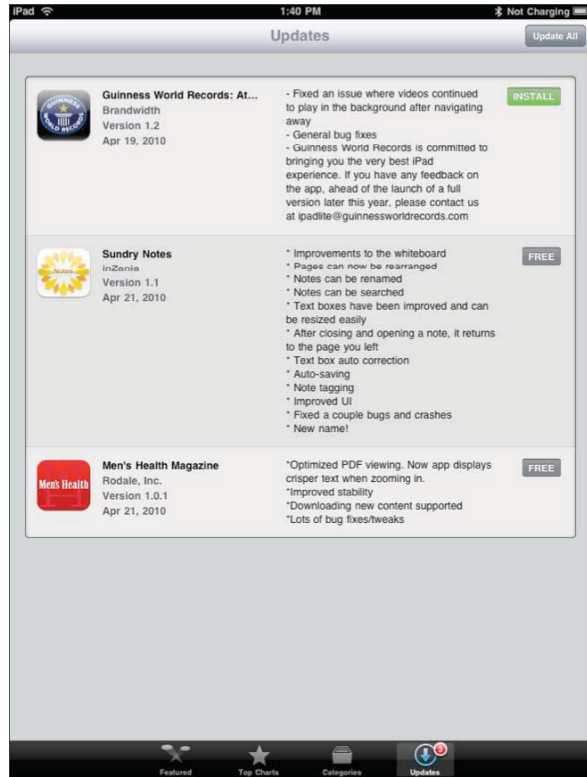 iPad
1:40 PM
Not Charging
Updates
Update All
GUINNESS
WORLD RECORDS
Guinness World Records: At...
Brandwidth
Version 1.2
Apr 19, 2010
- Fixed an issue where videos continued
to play in the background after navigating
away
- General bug fixes
- Guinness World Records is committed to
bringing you the very best iPad
experience. If you have any feedback on
the app, ahead of the launch of a full
version later this year, please contact us
at ipadlite@guinnessworldrecords.com
INSTALL
Sundry Notes
inZania
Version 1.1
Apr 21, 2010
* Improvements to the whiteboard
* Pages can now be rearranged
* Notes can be renamed
* Notes can be searched
* Text boxes have been improved and can
be resized easily
* After closing and opening a note, it returns
to the page you left
* Text box auto correction
* Auto-saving
* Note tagging
* Improved UI
* Fixed a couple bugs and crashes
* New name!
FREE
Men's Health
Men's Health Magazine
Rodale, Inc.
Version 1.0.1
Apr 21, 2010
*Optimized PDF viewing. Now app displays
crisper text when zooming in.
*Improved stability
*Downloading new content supported
*Lots of bug fixes/tweaks
FREE
Featured
Top Charts
Categories
3
Updates